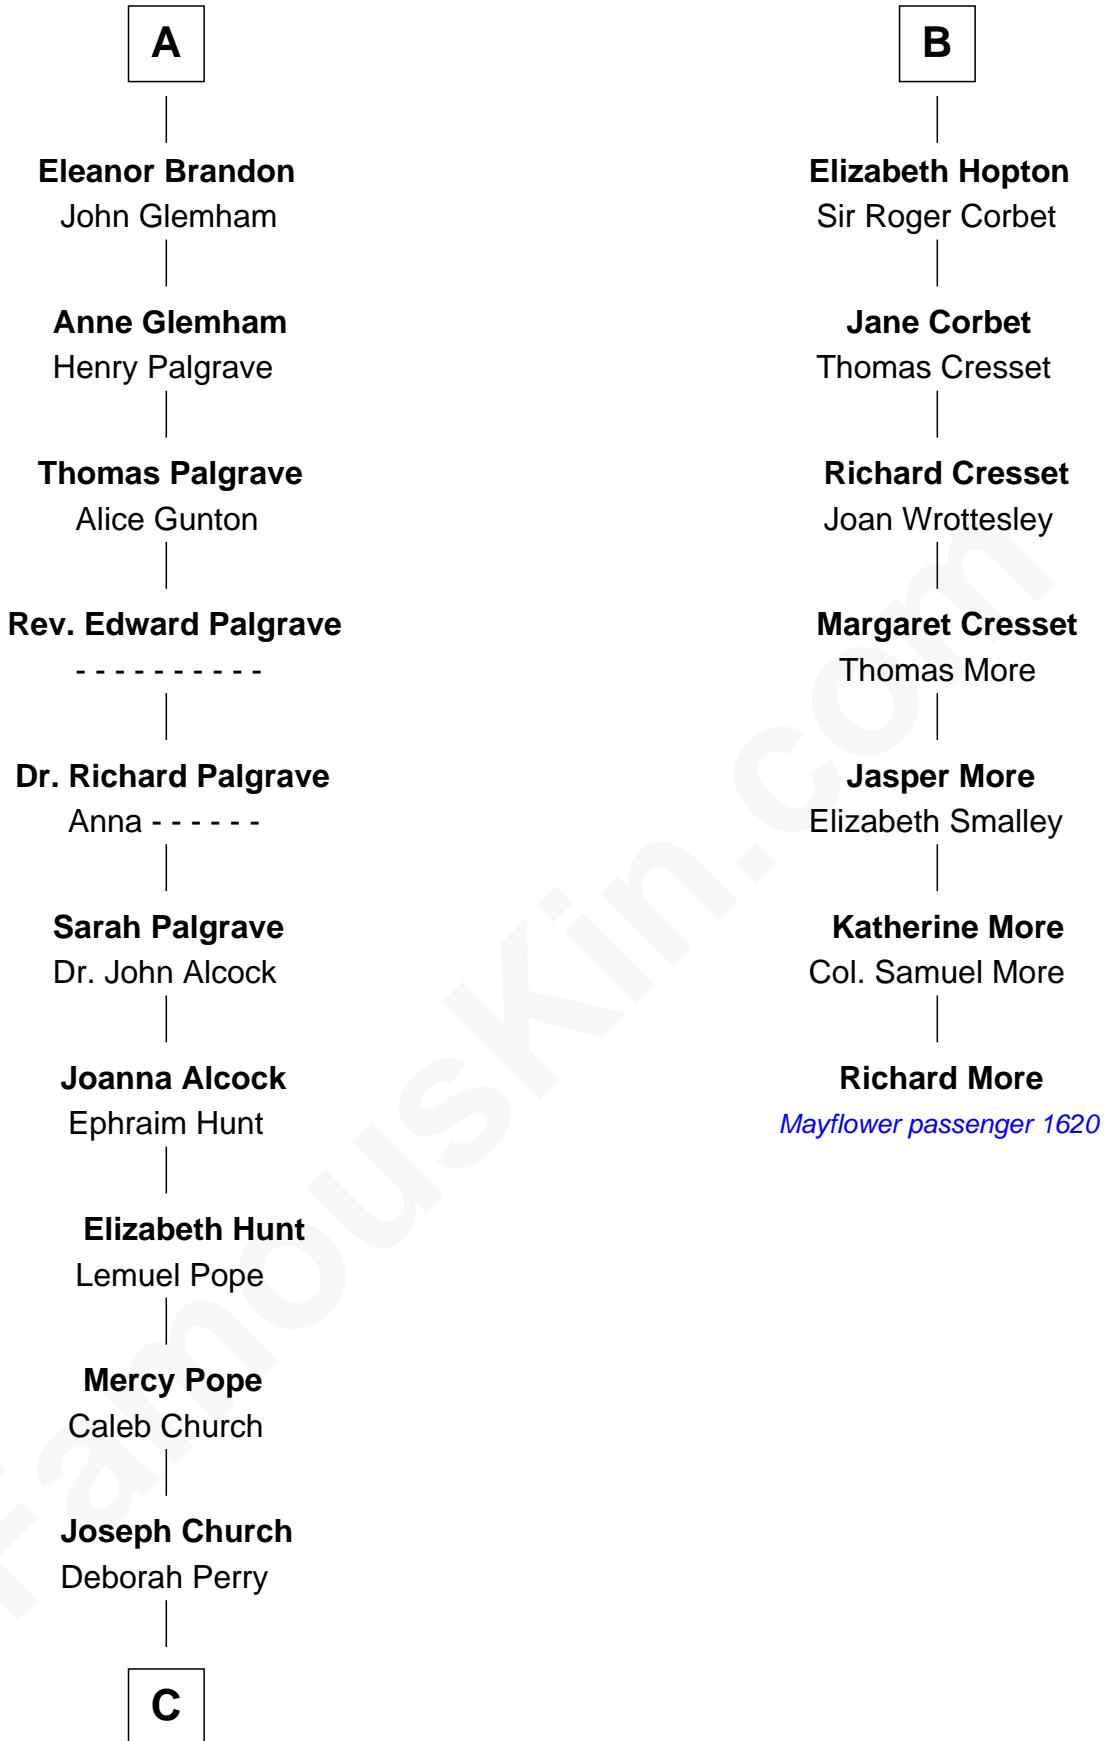 A
Eleanor Brandon
John Glemham
Anne Glemham
Henry Palgrave
Thomas Palgrave
Alice Gunton
Rev. Edward Palgrave
- - - - - - - - - -
Dr. Richard Palgrave
Anna - - - - - -
Sarah Palgrave
Dr. John Alcock
Joanna Alcock
Ephraim Hunt
Elizabeth Hunt
Lemuel Pope
Mercy Pope
Caleb Church
Joseph Church
Deborah Perry
C
B
Elizabeth Hopton
Sir Roger Corbet
Jane Corbet
Thomas Cresset
Richard Cresset
Joan Wrottesley
Margaret Cresset
Thomas More
Jasper More
Elizabeth Smalley
Katherine More
Col. Samuel More
Richard More
Mayflower passenger 1620
FamousKin.com